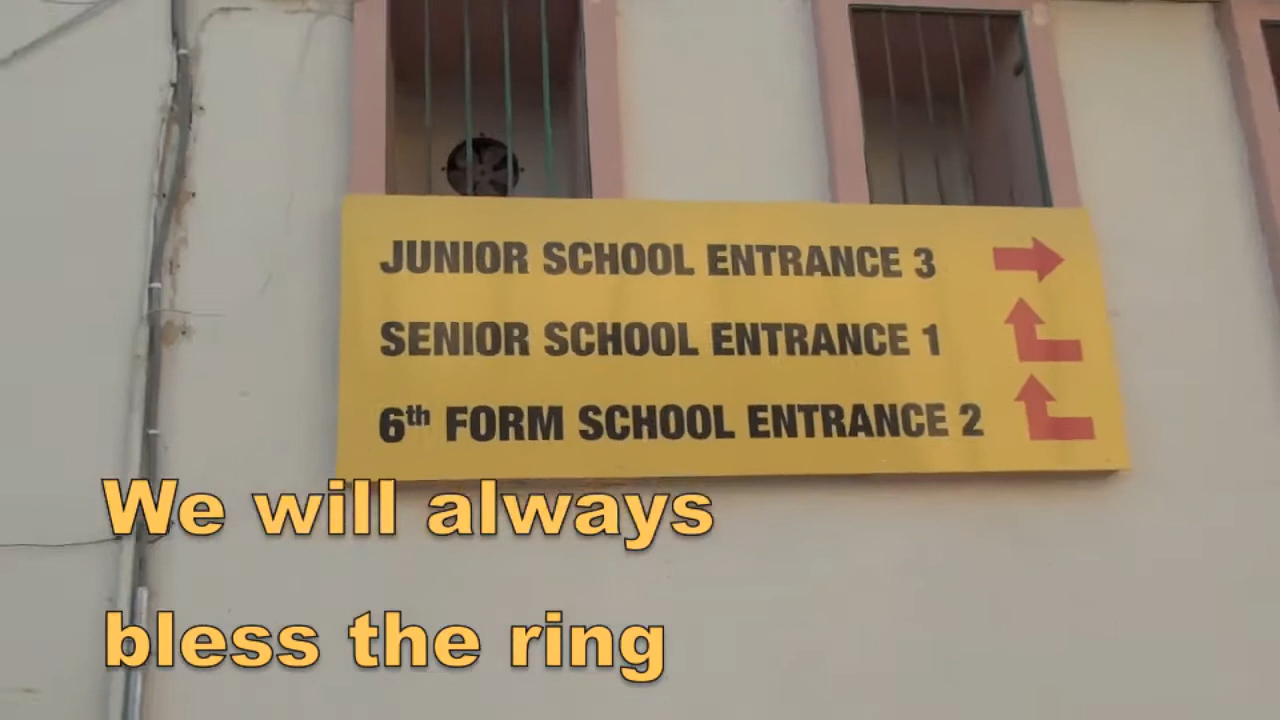 JUNIOR SCHOOL ENTRANCE 3
SENIOR SCHOOL ENTRANCE 1
6th FORM SCHOOL ENTRANCE 2
We will always
bless the ring